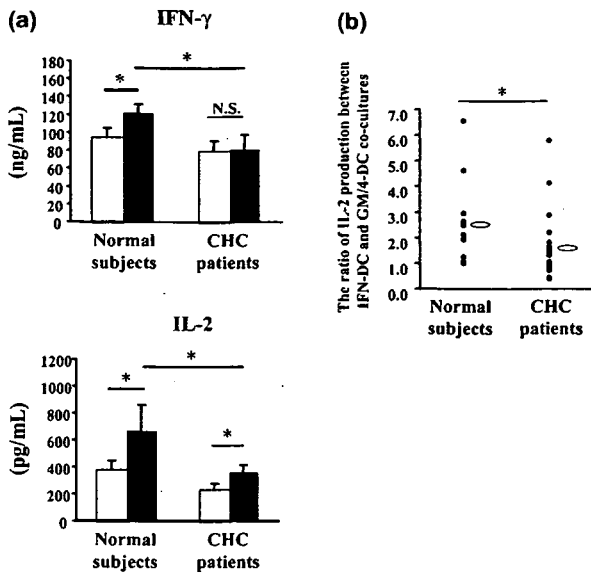 (a)
IFN-γ
*
*
N.S.
(ng/mL)
180
160
140
120
100
80
60
40
20
0
Normal
subjects
CHC
patients
IL-2
*
*
*
(pg/mL)
1200
1000
800
600
400
200
0
Normal
subjects
CHC
patients
(b)
*
The ratio of IL-2 production between
IFN-DC and GM/4-DC co-cultures
7.0
6.0
5.0
4.0
3.0
2.0
1.0
0.0
Normal
subjects
CHC
patients